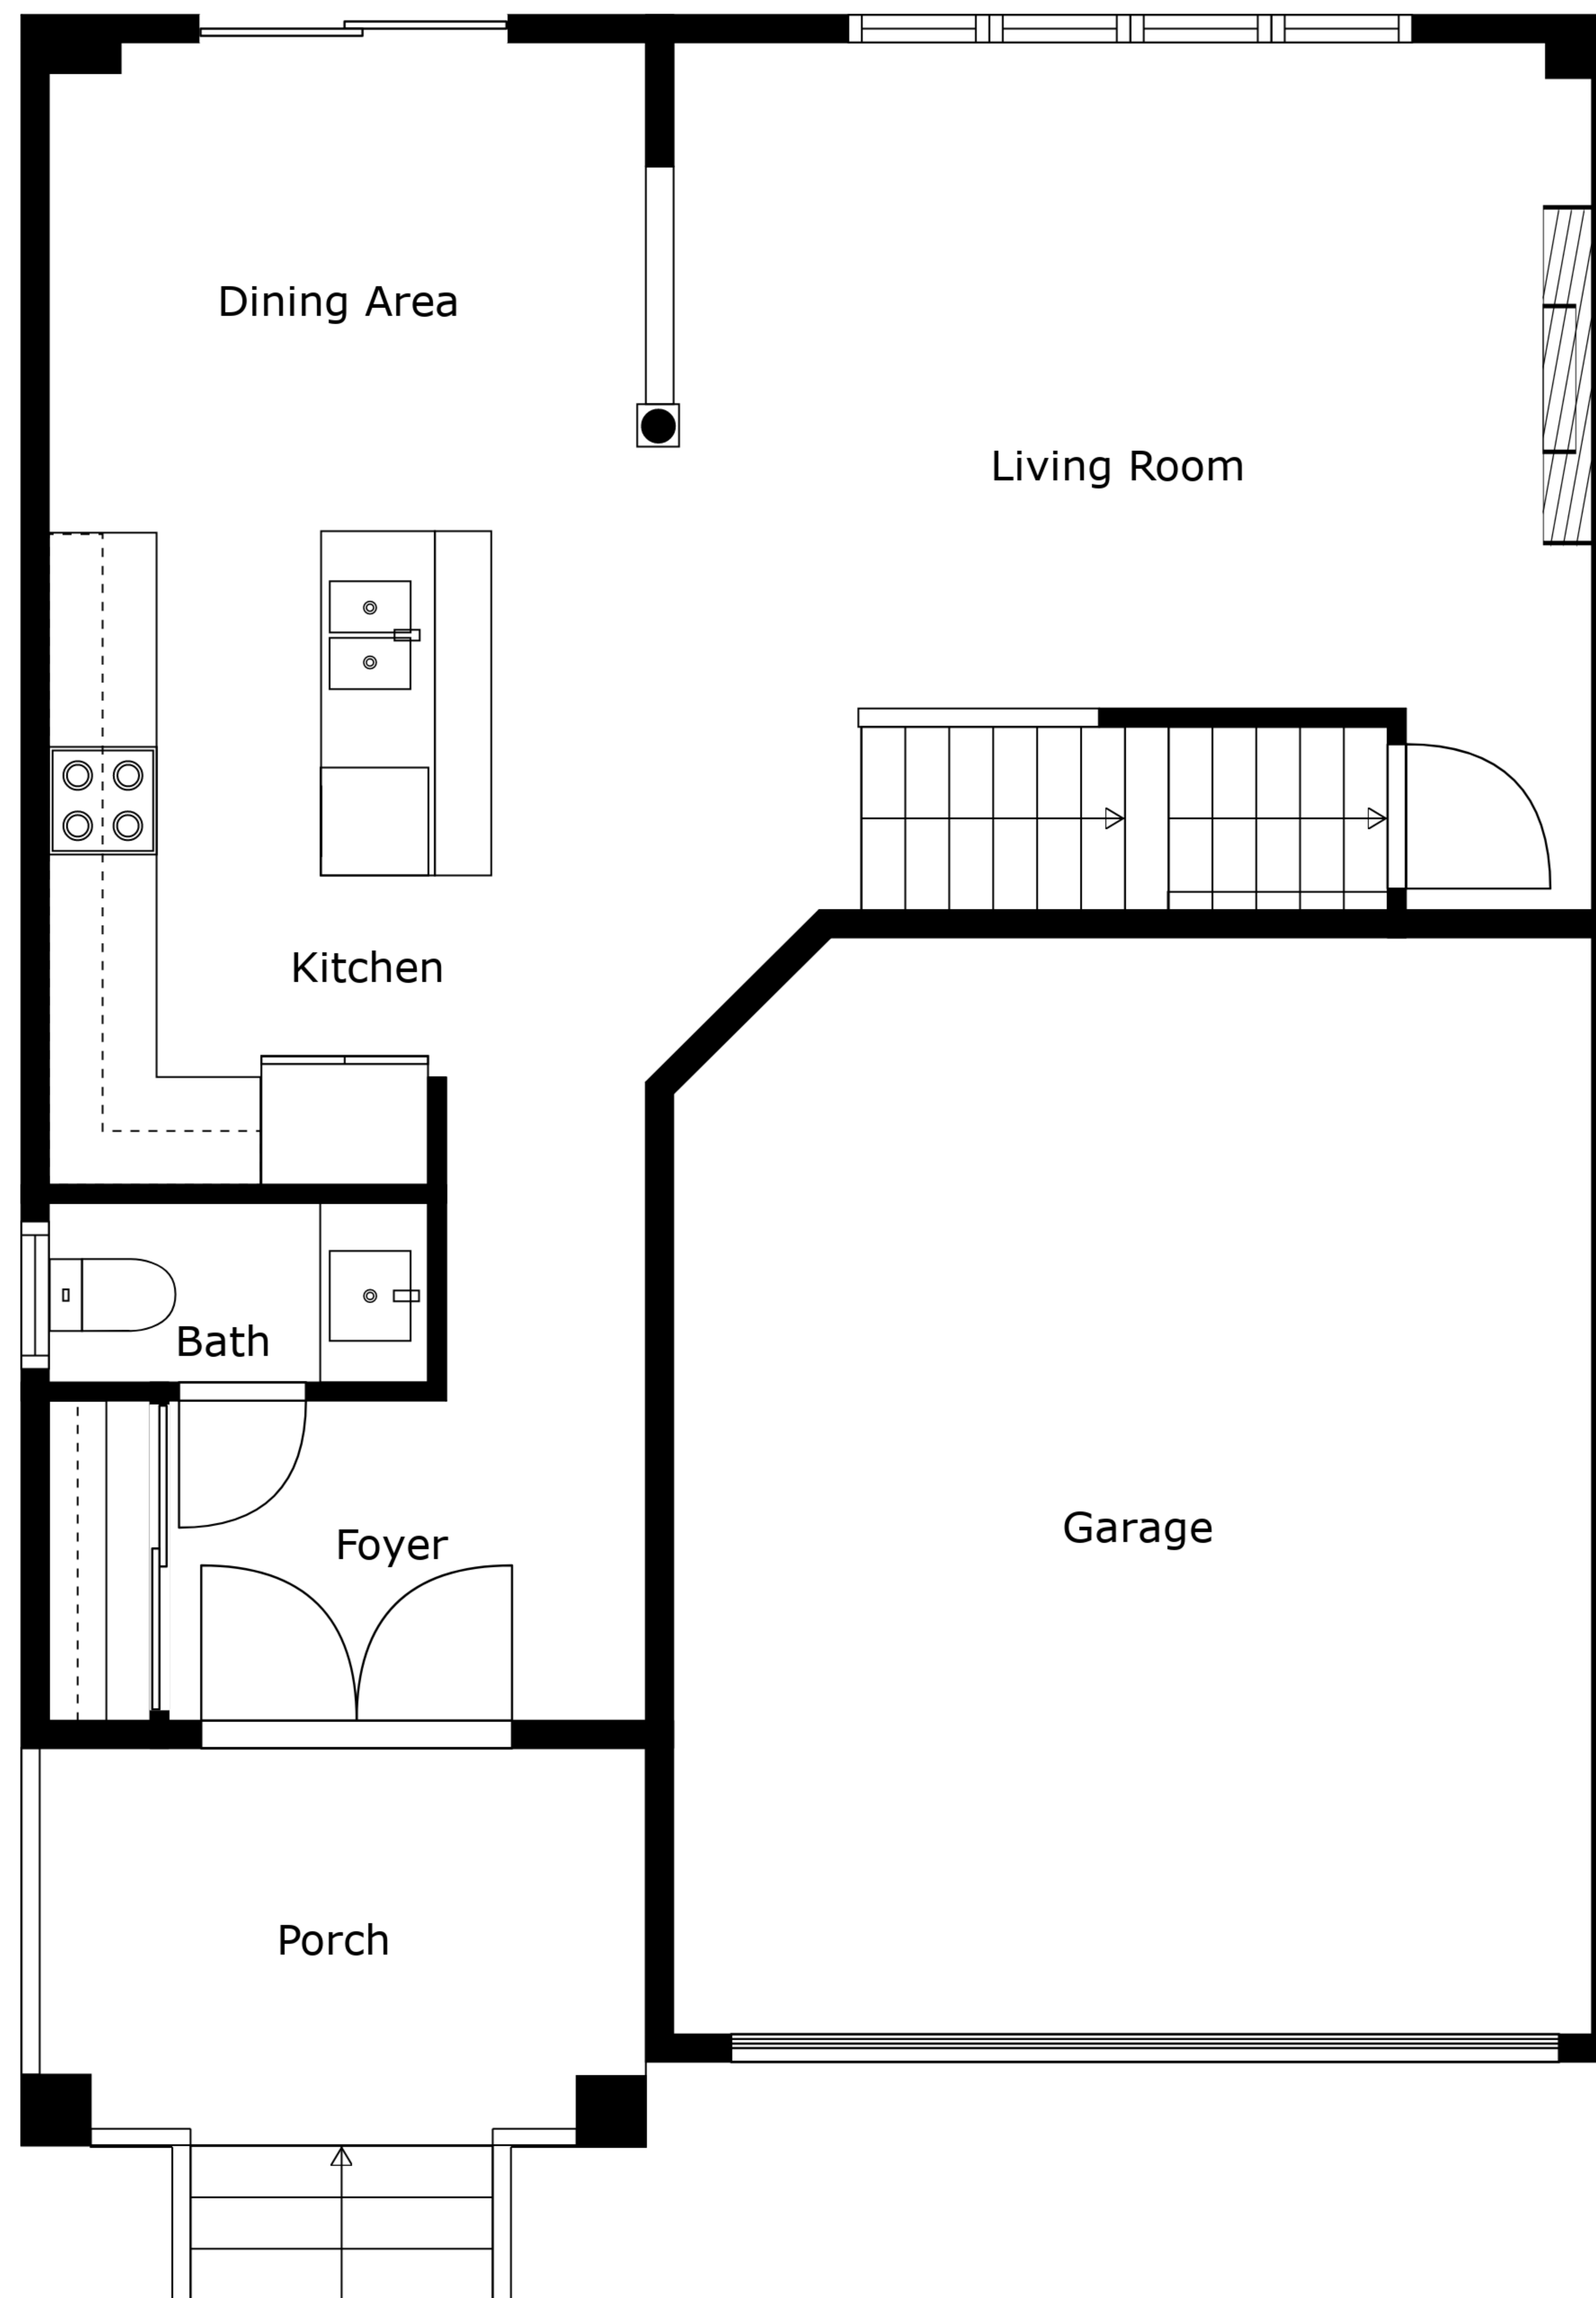 Dining Area
Living Room
Kitchen
Bath
Foyer
Garage
Porch